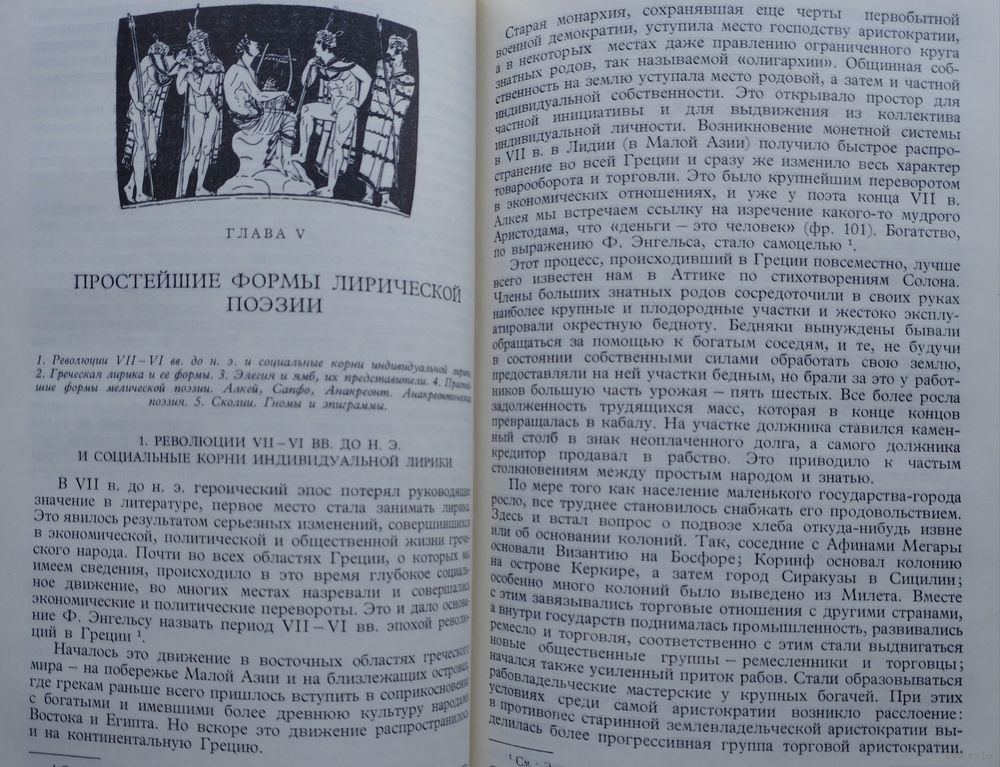 ГЛАВА V
ПРОСТЕЙШИЕ ФОРМЫ ЛИРИЧЕСКОЙ
ПОЭЗИИ
1. Революции VII–VI вв. до н. э. и социальные корни индивидуальной лирики.
2. Греческая лирика и ее формы. 3. Элегия и ямб, их представители. 4. Простей-
шие формы мелической поэзии. Алкей, Сапфо, Анакреонт. Анакреонтическая
поэзия. 5. Сколии. Гномы и эпиграммы.
1. РЕВОЛЮЦИИ VII–VI ВВ. ДО Н. Э.
И СОЦИАЛЬНЫЕ КОРНИ ИНДИВИДУАЛЬНОЙ ЛИРИКИ
В VII в. до н. э. героический эпос потерял руководящее
значение в литературе, первое место стала занимать лирика.
Это явилось результатом серьезных изменений, совершившихся
в экономической, политической и общественной жизни грече-
ского народа. Почти во всех областях Греции, о которых мы
имеем сведения, происходило в это время глубокое социаль-
ное движение, во многих местах назревали и совершались
экономические и политические перевороты. Это и дало основа-
ние Ф. Энгельсу назвать период VII–VI вв. эпохой револю-
ций в Греции ¹.
Началось это движение в восточных областях греческого
мира – на побережье Малой Азии и на близлежащих островах,
где грекам раньше всего пришлось вступить в соприкосновение
с богатыми и имевшими более древнюю культуру народами
Востока и Египта. Но вскоре это движение распространилось
и на континентальную Грецию.
Старая монархия, сохранявшая еще черты первобытной
военной демократии, уступила место господству аристократии,
а в некоторых местах даже правлению ограниченного круга
знатных родов, так называемой «олигархии». Общинная соб-
ственность на землю уступала место родовой, а затем и частной
индивидуальной собственности. Это открывало простор для
частной инициативы и для выдвижения из коллектива
индивидуальной личности. Возникновение монетной системы
в VII в. в Лидии (в Малой Азии) получило быстрое распро-
странение во всей Греции и сразу же изменило весь характер
товарооборота и торговли. Это было крупнейшим переворотом
в экономических отношениях, и уже у поэта конца VII в.
Алкея мы встречаем ссылку на изречение какого-то мудрого
Аристодама, что «деньги – это человек» (фр. 101). Богатство,
по выражению Ф. Энгельса, стало самоцелью ¹.
Этот процесс, происходивший в Греции повсеместно, лучше
всего известен нам в Аттике по стихотворениям Солона.
Члены больших знатных родов сосредоточили в своих руках
наиболее крупные и плодородные участки и жестоко эксплу-
атировали окрестную бедноту. Бедняки вынуждены бывали
обращаться за помощью к богатым соседям, и те, не будучи
в состоянии собственными силами обработать свою землю,
предоставляли на ней участки бедным, но брали за это у работ-
ников большую часть урожая – пять шестых. Все более росла
задолженность трудящихся масс, которая в конце концов
превращалась в кабалу. На участке должника ставился камен-
ный столб в знак неоплаченного долга, а самого должника
кредитор продавал в рабство. Это приводило к частым
столкновениям между простым народом и знатью.
По мере того как население маленького государства-города
росло, все труднее становилось снабжать его продовольствием.
Здесь и встал вопрос о подвозе хлеба откуда-нибудь извне
или об основании колоний. Так, соседние с Афинами Мегары
основали Византию на Босфоре; Коринф основал колонию
на острове Керкире, а затем город Сиракузы в Сицилии;
особенно много колоний было выведено из Милета. Вместе
с этим завязывались торговые отношения с другими странами,
а внутри государств поднималась промышленность, развивались
ремесло и торговля, соответственно с этим стали выдвигаться
новые общественные группы – ремесленники и торговцы;
начался также усиленный приток рабов. Стали образовываться
рабовладельческие мастерские у крупных богачей. При этих
условиях среди самой аристократии возникло расслоение:
в противовес старинной землевладельческой аристократии вы-
делилась более прогрессивная группа торговой аристократии.
¹ См.: